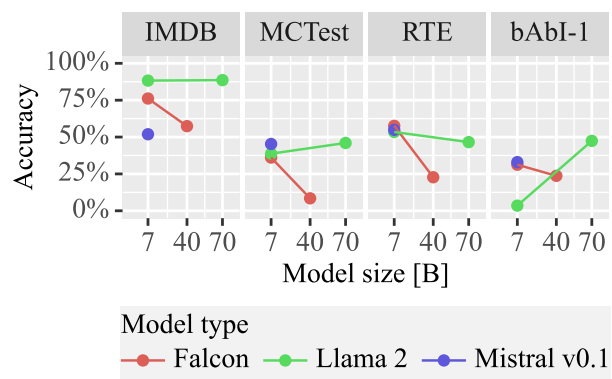 IMDB MCTest RTE bAbI-1
100%
75%
50%
25%
0%
Accuracy
7 40 70 7 40 70 7 40 70 7 40 70
Model size [B]
Model type
Falcon Llama 2 Mistral v0.1